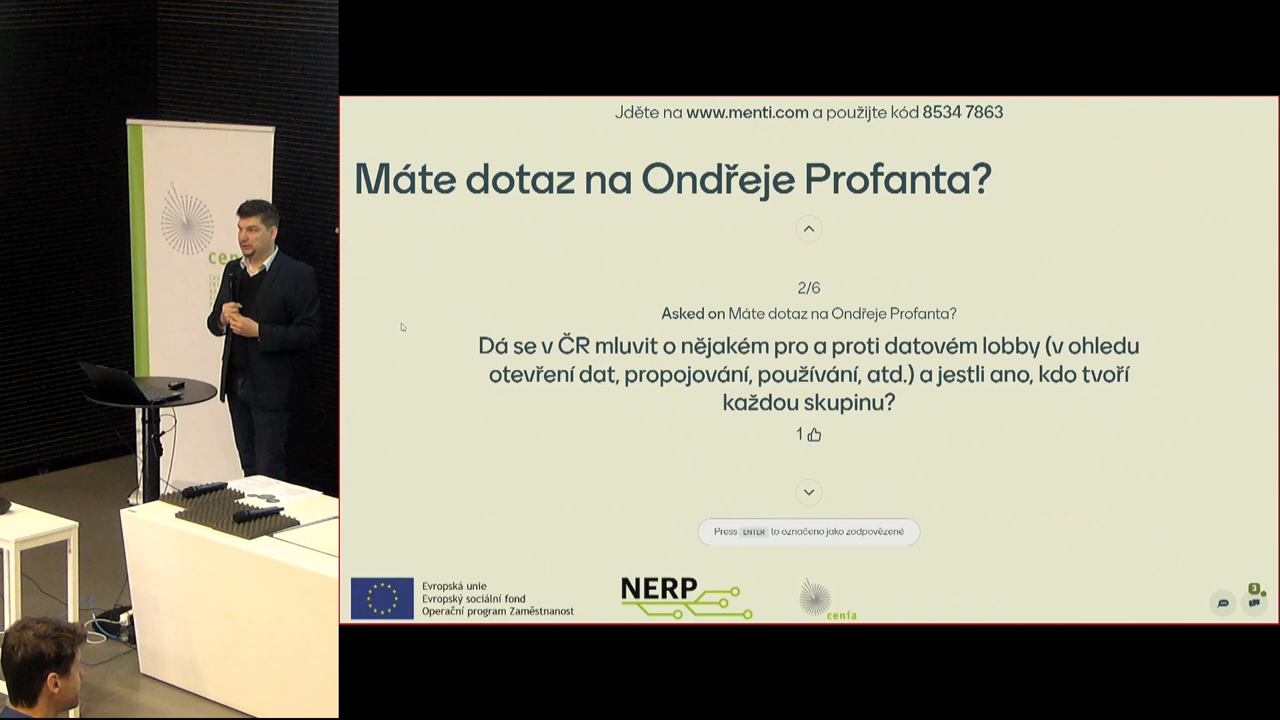 Jděte na www.menti.com a použijte kód 8534 7863
Máte dotaz na Ondřeje Profanta?
2/6
Asked on Máte dotaz na Ondřeje Profanta?
Dá se v ČR mluvit o nějakém pro a proti datovém lobby (v ohledu
otevření dat, propojování, používání, atd.) a jestli ano, kdo tvoří
každou skupinu?
1
Press ENTER to označeno jako zodpovězené
Evropská unie
Evropský sociální fond
Operační program Zaměstnanost
NERP
cenia
3